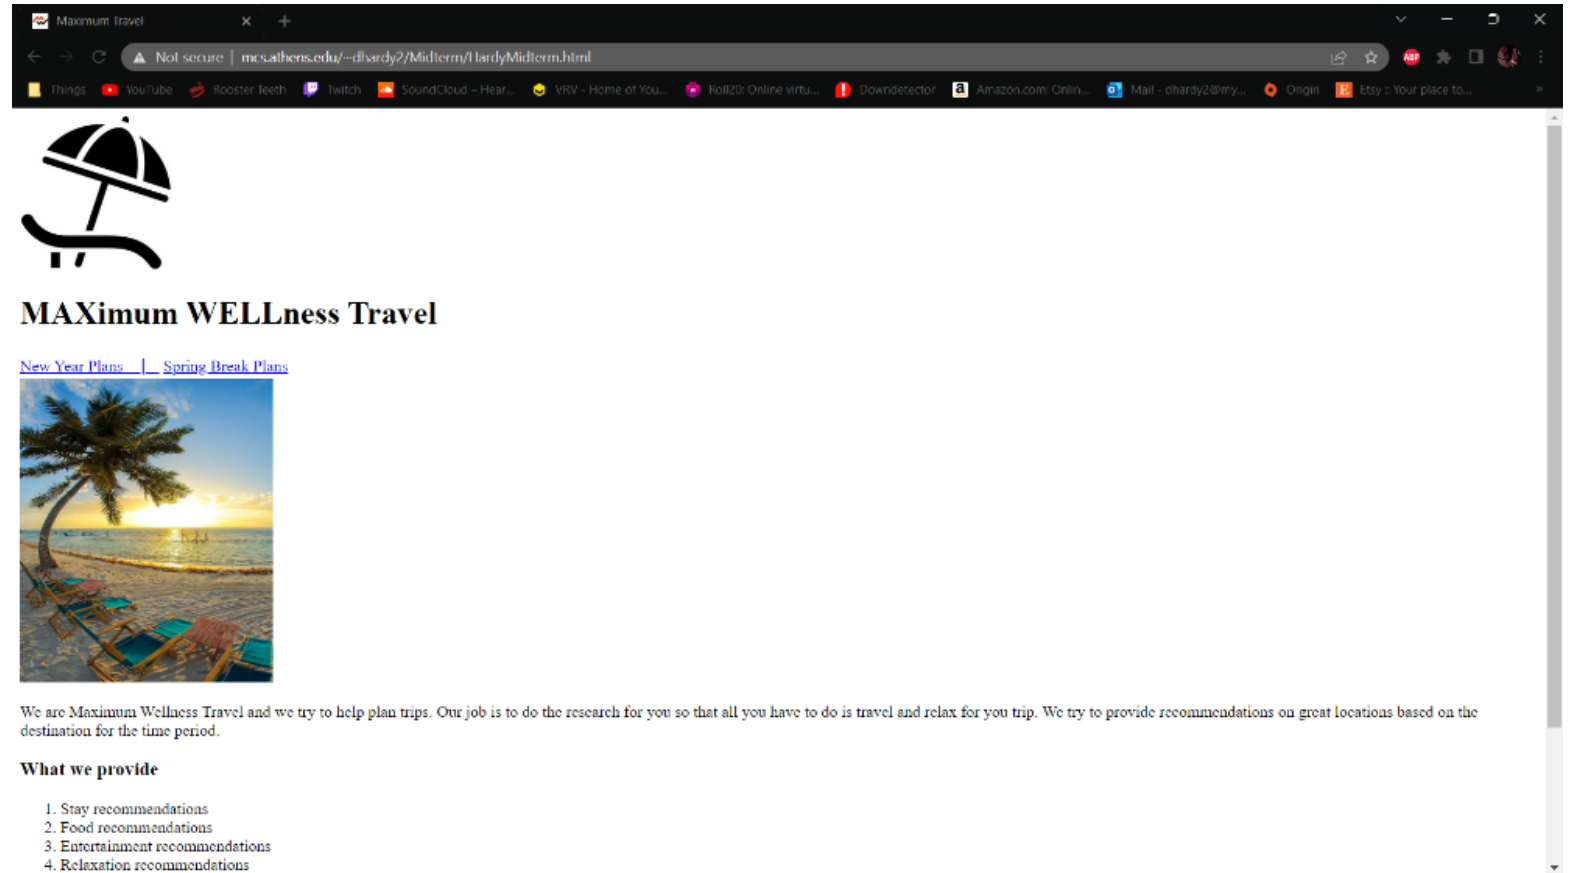 Maximum Travel
Not secure | mcs.athens.edu/~dhardy2/Midterm/HardyMidterm.html
ABP
Things YouTube Rooster Teeth Twitch SoundCloud – Hear... VRV - Home of You... Roll20: Online virtu... Downdetector Amazon.com: Onlin... Mail - dhardy2@my... Origin Etsy :: Your place to... »
MAXimum WELLness Travel
New Year Plans | Spring Break Plans
We are Maximum Wellness Travel and we try to help plan trips. Our job is to do the research for you so that all you have to do is travel and relax for you trip. We try to provide recommendations on great locations based on the
destination for the time period.
What we provide
1. Stay recommendations
2. Food recommendations
3. Entertainment recommendations
4. Relaxation recommendations